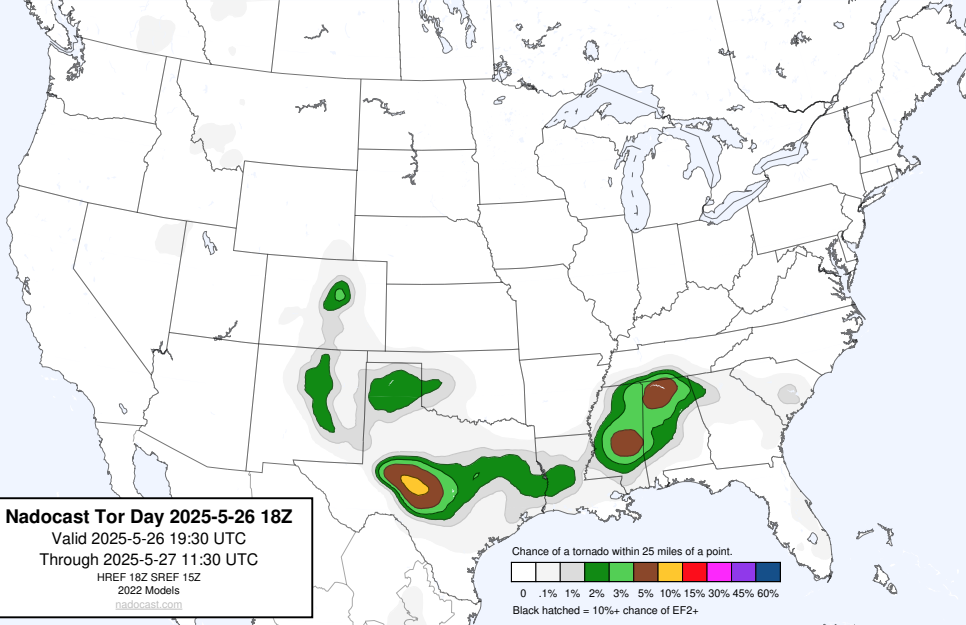 Nadocast Tor Day 2025-5-26 18Z
Valid 2025-5-26 19:30 UTC
Through 2025-5-27 11:30 UTC
HREF 18Z SREF 15Z
2022 Models
nadocast.com
Chance of a tornado within 25 miles of a point.
0 .1% 1% 2% 3% 5% 10% 15% 30% 45% 60%
Black hatched = 10%+ chance of EF2+